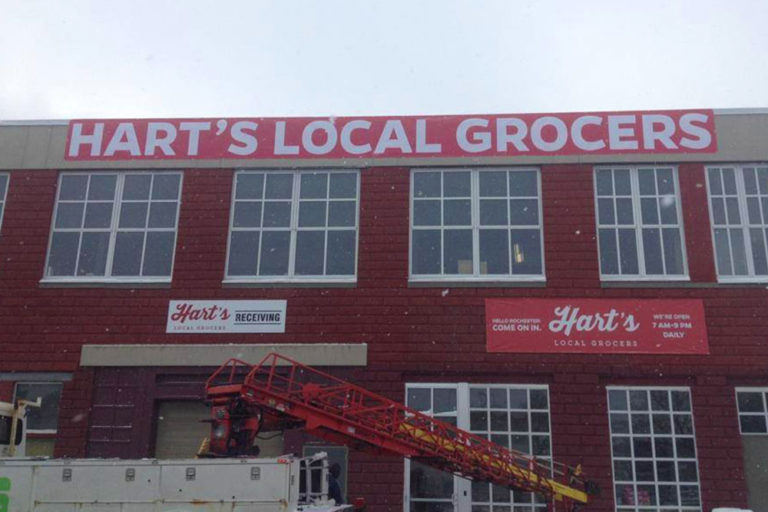 HART'S LOCAL GROCERS
Hart's
LOCAL GROCERS
RECEIVING
HELLO ROCHESTER
COME ON IN.
Hart's
LOCAL GROCERS
WE'RE OPEN
7 AM-9 PM
DAILY